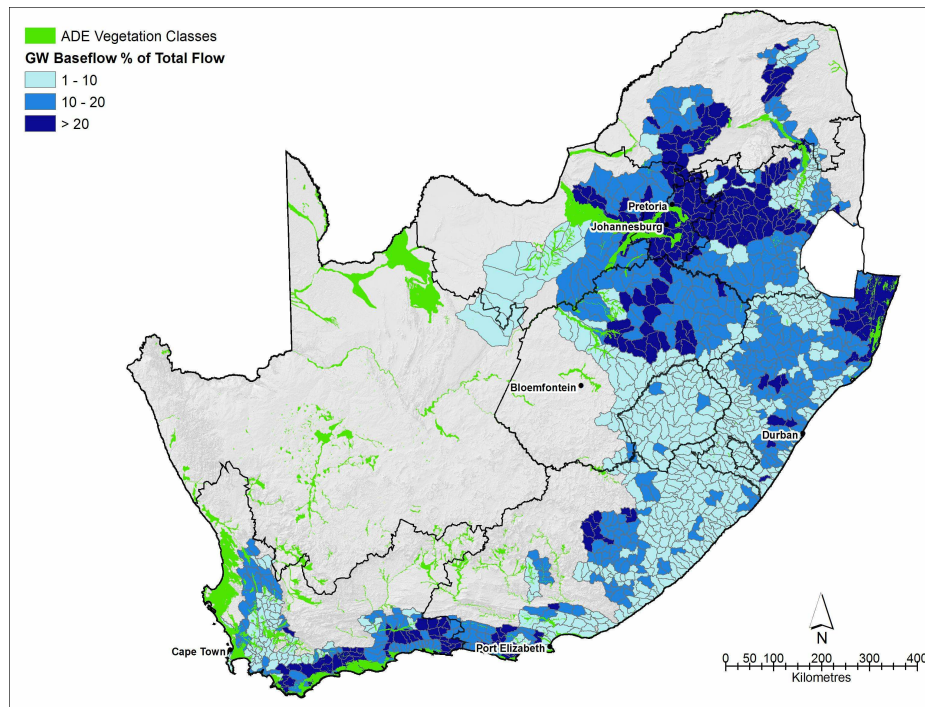 ADE Vegetation Classes
GW Baseflow % of Total Flow
1 - 10
10 - 20
> 20
Pretoria
Johannesburg
Bloemfontein
Durban
Cape Town
Port Elizabeth
N
0 50 100 200 300 400
Kilometres